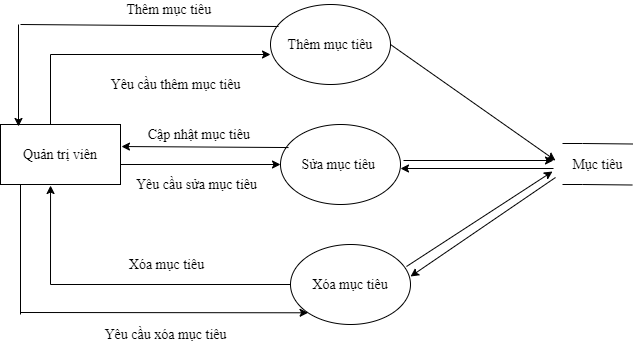 Thêm mục tiêu
Thêm mục tiêu
Yêu cầu thêm mục tiêu
Cập nhật mục tiêu
Quản trị viên
Sửa mục tiêu
Mục tiêu
Yêu cầu sửa mục tiêu
Xóa mục tiêu
Xóa mục tiêu
Yêu cầu xóa mục tiêu